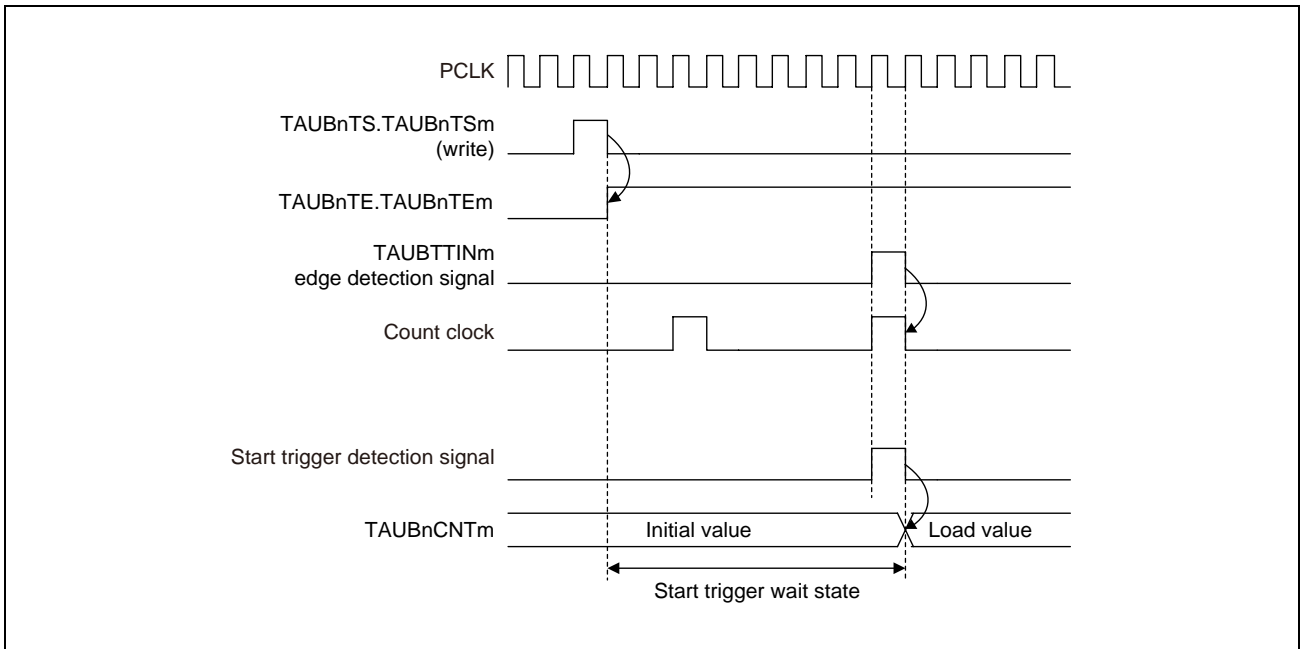 PCLK
TAUBnTS.TAUBnTSm
(write)
TAUBnTE.TAUBnTEm
TAUBTTINm
edge detection signal
Count clock
Start trigger detection signal
TAUBnCNTm
Initial value
Load value
Start trigger wait state